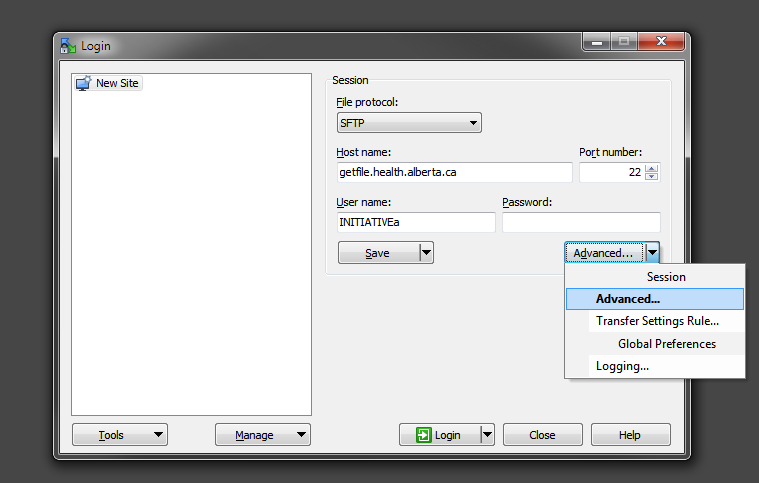 Login
New Site
Session
File protocol:
SFTP
Host name:
Port number:
getfile.health.alberta.ca
22
User name:
Password:
INITIATIVEa
Save
Advanced...
Session
Advanced...
Transfer Settings Rule...
Global Preferences
Logging...
Tools
Manage
Login
Close
Help